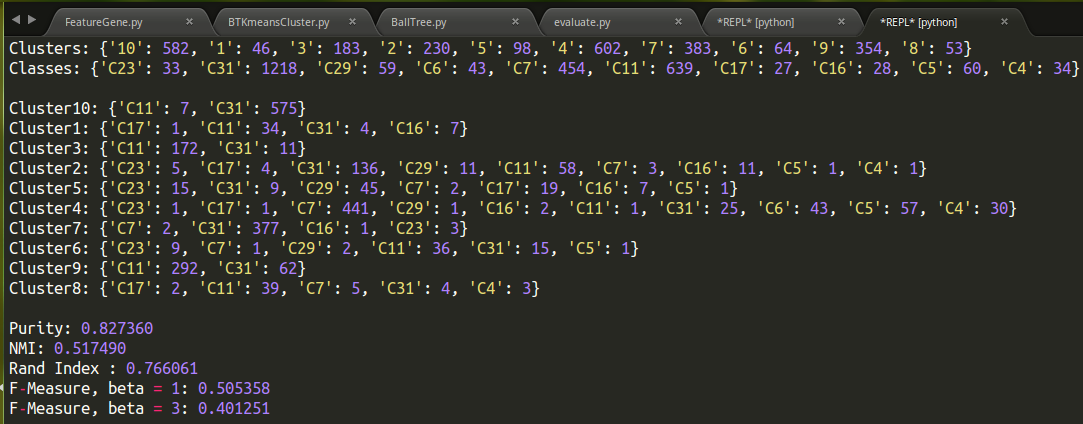 FeatureGene.py × BTKmeansCluster.py × BallTree.py × evaluate.py × *REPL* [python] × *REPL* [python] ×
Clusters: {'10': 582, '1': 46, '3': 183, '2': 230, '5': 98, '4': 602, '7': 383, '6': 64, '9': 354, '8': 53}
Classes: {'C23': 33, 'C31': 1218, 'C29': 59, 'C6': 43, 'C7': 454, 'C11': 639, 'C17': 27, 'C16': 28, 'C5': 60, 'C4': 34}
Cluster10: {'C11': 7, 'C31': 575}
Cluster1: {'C17': 1, 'C11': 34, 'C31': 4, 'C16': 7}
Cluster3: {'C11': 172, 'C31': 11}
Cluster2: {'C23': 5, 'C17': 4, 'C31': 136, 'C29': 11, 'C11': 58, 'C7': 3, 'C16': 11, 'C5': 1, 'C4': 1}
Cluster5: {'C23': 15, 'C31': 9, 'C29': 45, 'C7': 2, 'C17': 19, 'C16': 7, 'C5': 1}
Cluster4: {'C23': 1, 'C17': 1, 'C7': 441, 'C29': 1, 'C16': 2, 'C11': 1, 'C31': 25, 'C6': 43, 'C5': 57, 'C4': 30}
Cluster7: {'C7': 2, 'C31': 377, 'C16': 1, 'C23': 3}
Cluster6: {'C23': 9, 'C7': 1, 'C29': 2, 'C11': 36, 'C31': 15, 'C5': 1}
Cluster9: {'C11': 292, 'C31': 62}
Cluster8: {'C17': 2, 'C11': 39, 'C7': 5, 'C31': 4, 'C4': 3}
Purity: 0.827360
NMI: 0.517490
Rand Index : 0.766061
F-Measure, beta = 1: 0.505358
F-Measure, beta = 3: 0.401251